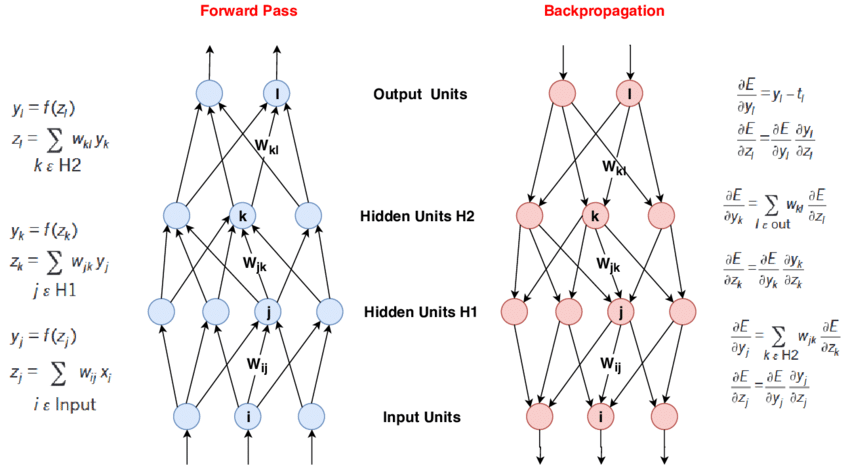 Forward Pass
Backpropagation
y_l = f(z_l)
z_l = ∑ w_kl y_k
k ε H2
y_k = f(z_k)
z_k = ∑ w_jk y_j
j ε H1
y_j = f(z_j)
z_j = ∑ w_ij x_i
i ε Input
l
W_kl
k
W_jk
j
W_ij
i
Output Units
Hidden Units H2
Hidden Units H1
Input Units
l
W_kl
k
W_jk
j
W_ij
i
∂E/∂y_l = y_l – t_l
∂E/∂z_l = ∂E/∂y_l ∂y_l/∂z_l
∂E/∂y_k = ∑ w_kl ∂E/∂z_l
l ε out
∂E/∂z_k = ∂E/∂y_k ∂y_k/∂z_k
∂E/∂y_j = ∑ w_jk ∂E/∂z_k
k ε H2
∂E/∂z_j = ∂E/∂y_j ∂y_j/∂z_j